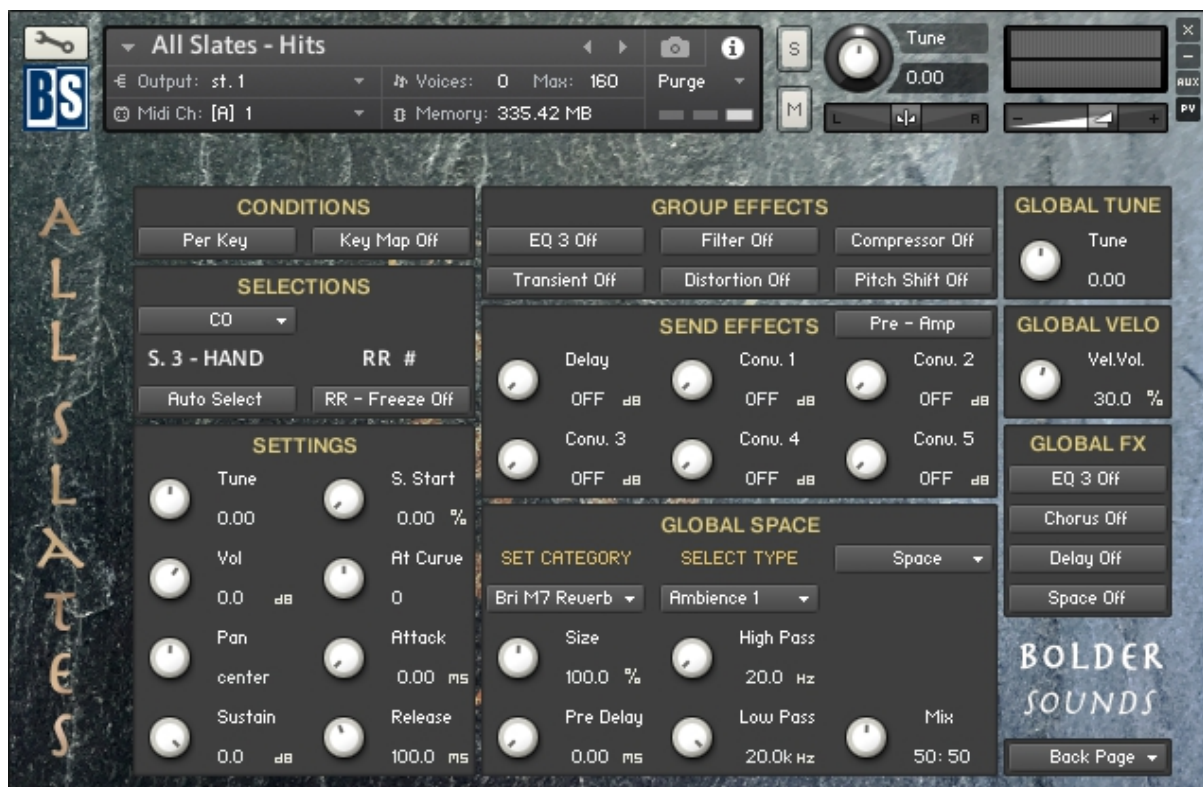 All Slates - Hits
Output: st. 1
Voices: 0 Max: 160
Purge
Midi Ch: [A] 1
Memory: 335.42 MB
S
M
Tune
0.00
L
R
-
+
×
-
AUX
PV
BS
ALL SLATES
CONDITIONS
Per Key
Key Map Off
SELECTIONS
C0
S. 3 - HAND
RR #
Auto Select
RR - Freeze Off
SETTINGS
Tune
0.00
S. Start
0.00 %
Vol
0.0 dB
At Curve
0
Pan
center
Attack
0.00 ms
Sustain
0.0 dB
Release
100.0 ms
GROUP EFFECTS
EQ 3 Off
Filter Off
Compressor Off
Transient Off
Distortion Off
Pitch Shift Off
SEND EFFECTS
Pre - Amp
Delay
OFF dB
Conv. 1
OFF dB
Conv. 2
OFF dB
Conv. 3
OFF dB
Conv. 4
OFF dB
Conv. 5
OFF dB
GLOBAL SPACE
SET CATEGORY
SELECT TYPE
Space
Bri M7 Reverb
Ambience 1
Size
100.0 %
High Pass
20.0 Hz
Pre Delay
0.00 ms
Low Pass
20.0k Hz
Mix
50:50
GLOBAL TUNE
Tune
0.00
GLOBAL VELO
Vel.Vol.
30.0 %
GLOBAL FX
EQ 3 Off
Chorus Off
Delay Off
Space Off
BOLDER
SOUNDS
Back Page